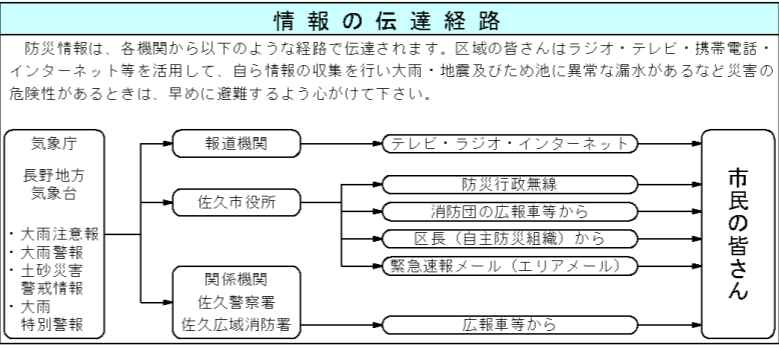 情報の伝達経路
防災情報は、各機関から以下のような経路で伝達されます。区域の皆さんはラジオ・テレビ・携帯電話・
インターネット等を活用して、自ら情報の収集を行い大雨・地震及びため池に異常な漏水があるなど災害の
危険性があるときは、早めに避難するよう心がけて下さい。
気象庁
長野地方
気象台
・大雨注意報
・大雨警報
・土砂災害
警戒情報
・大雨
特別警報
報道機関
佐久市役所
関係機関
佐久警察署
佐久広域消防署
テレビ・ラジオ・インターネット
防災行政無線
消防団の広報車等から
区長（自主防災組織）から
緊急速報メール（エリアメール）
広報車等から
市民の皆さん